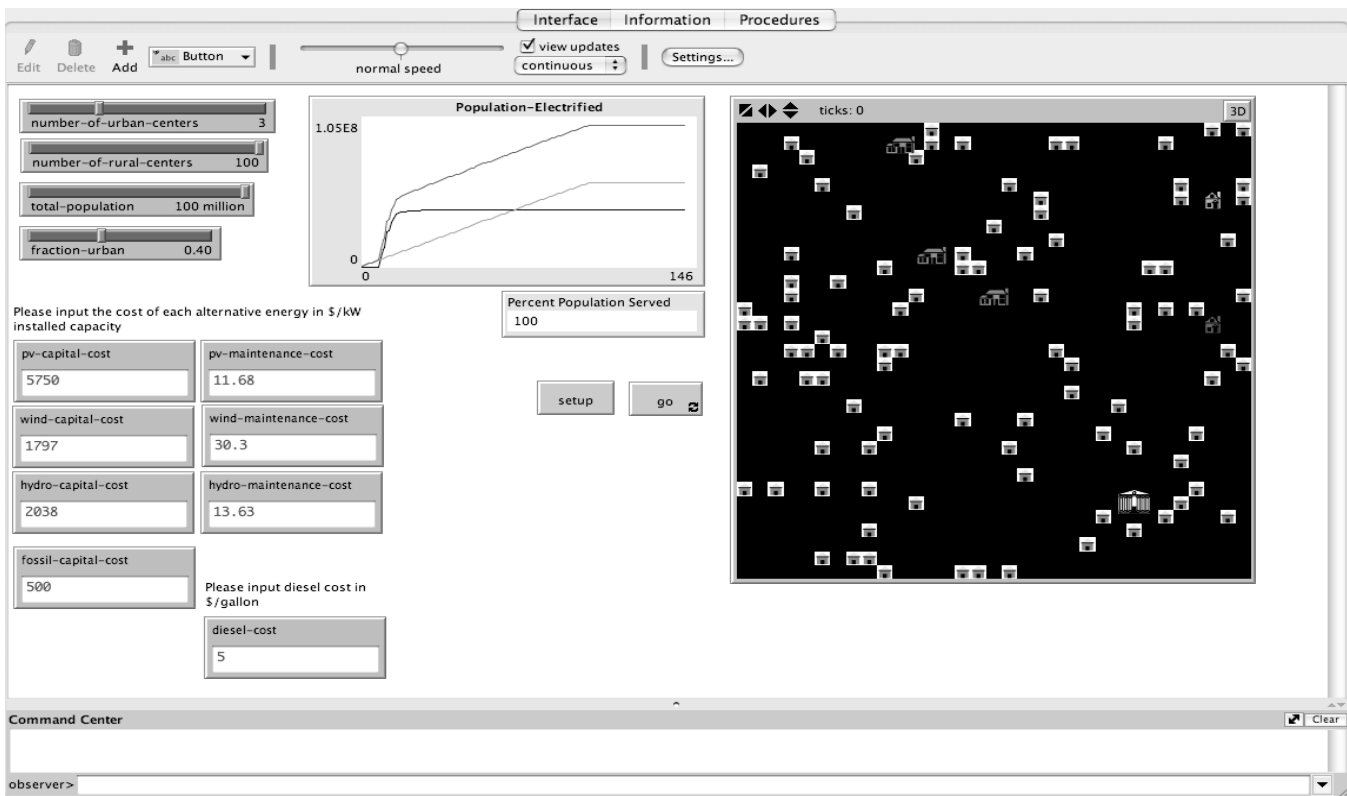 Interface Information Procedures
Edit Delete Add abc Button normal speed view updates continuous Settings...
number-of-urban-centers 3
number-of-rural-centers 100
total-population 100 million
fraction-urban 0.40
Population-Electrified
1.05E8
0
0 146
Percent Population Served
100
ticks: 0 3D
Please input the cost of each alternative energy in $/kW
installed capacity
pv-capital-cost
5750
pv-maintenance-cost
11.68
wind-capital-cost
1797
wind-maintenance-cost
30.3
hydro-capital-cost
2038
hydro-maintenance-cost
13.63
fossil-capital-cost
500
Please input diesel cost in
$/gallon
diesel-cost
5
setup go
Command Center Clear
observer>